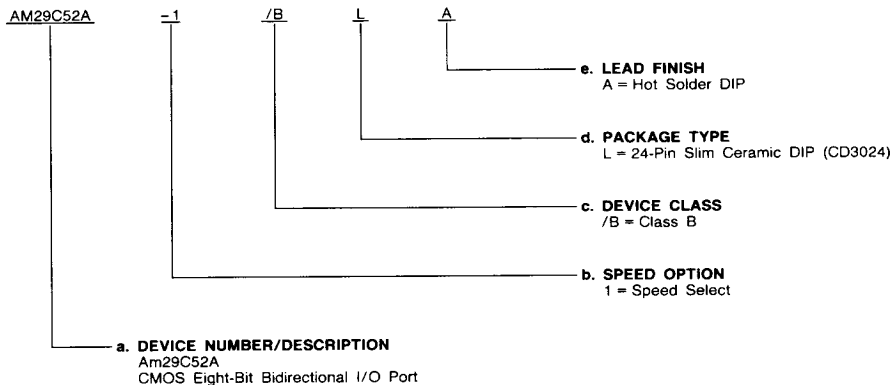 AM29C52A -1 /B L A
e. LEAD FINISH
A = Hot Solder DIP
d. PACKAGE TYPE
L = 24-Pin Slim Ceramic DIP (CD3024)
c. DEVICE CLASS
/B = Class B
b. SPEED OPTION
1 = Speed Select
a. DEVICE NUMBER/DESCRIPTION
Am29C52A
CMOS Eight-Bit Bidirectional I/O Port